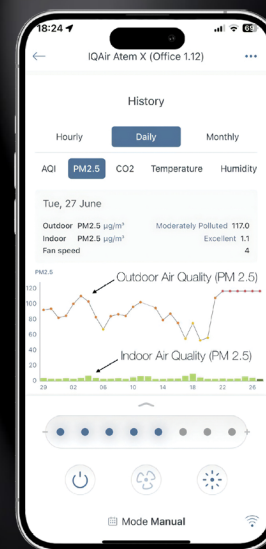 18:24
69
IQAir Atem X (Office 1.12)
History
Hourly Daily Monthly
AQI PM2.5 CO2 Temperature Humidity
Tue, 27 June
Outdoor PM2.5 µg/m³ Moderately Polluted 117.0
Indoor PM2.5 µg/m³ Excellent 1.1
Fan speed 4
PM2.5
Outdoor Air Quality (PM 2.5)
120
100
80
60
Indoor Air Quality (PM 2.5)
40
20
0
29 02 06 10 14 18 22 26
- +
Mode Manual